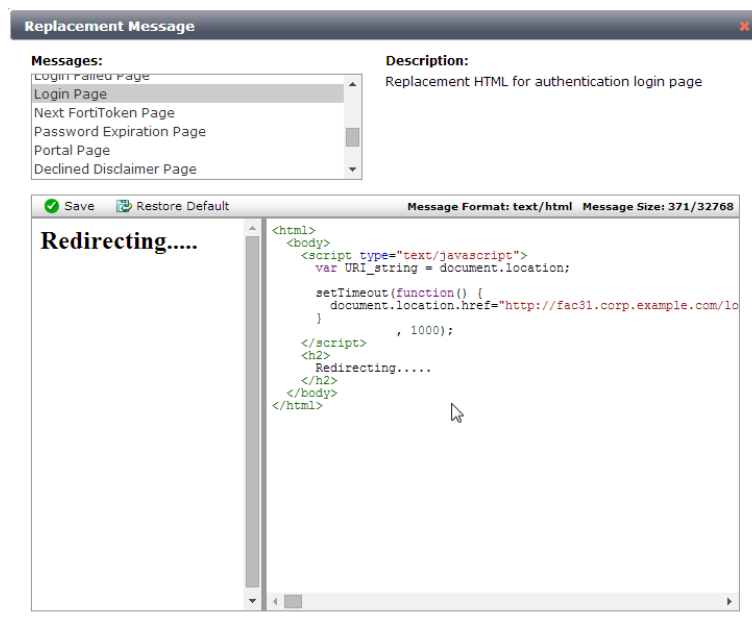 Replacement Message
Messages:
Description:
Login Failed Page
Replacement HTML for authentication login page
Login Page
Next FortiToken Page
Password Expiration Page
Portal Page
Declined Disclaimer Page
Save
Restore Default
Message Format: text/html Message Size: 371/32768
Redirecting.....
<html>
<body>
<script type="text/javascript">
var URI_string = document.location;
setTimeout(function() {
document.location.href="http://fac31.corp.example.com/lo
}
, 1000);
</script>
<h2>
Redirecting.....
</h2>
</body>
</html>